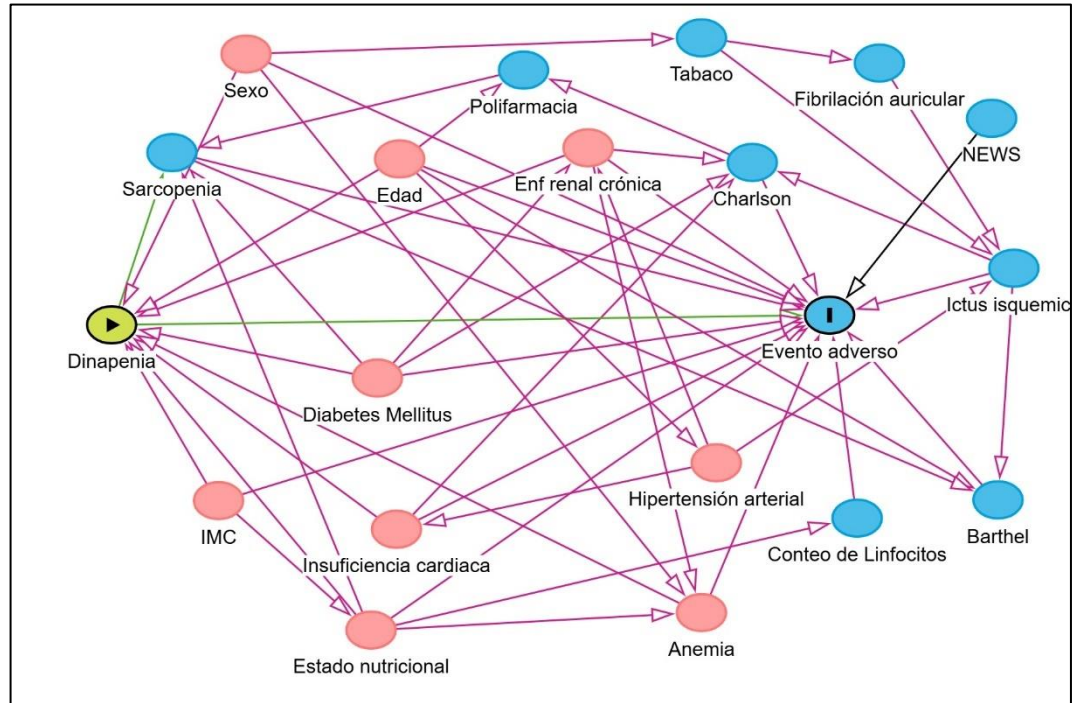 Sexo
Tabaco
Polifarmacia
Fibrilación auricular
NEWS
Sarcopenia
Edad
Enf renal crónica
Charlson
Ictus isquemic
Dinapenia
Evento adverso
Diabetes Mellitus
Hipertensión arterial
IMC
Insuficiencia cardiaca
Conteo de Linfocitos
Barthel
Estado nutricional
Anemia